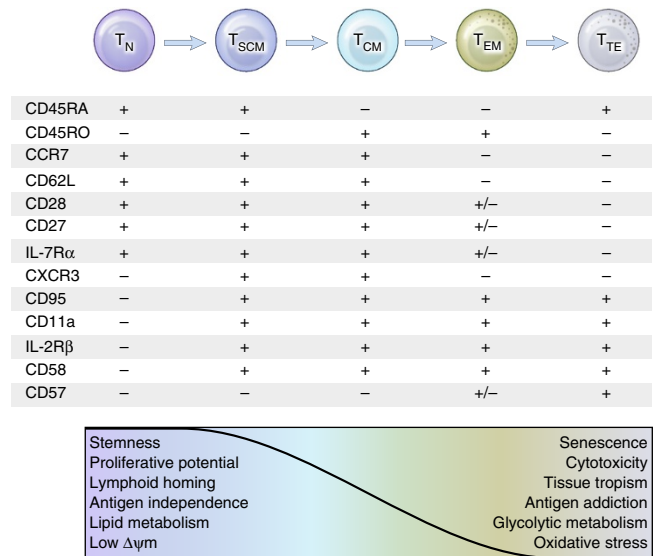 TN TSCM TCM TEM TTE
CD45RA + + – – +
CD45RO – – + + –
CCR7 + + + – –
CD62L + + + – –
CD28 + + + +/– –
CD27 + + + +/– –
IL-7Rα + + + +/– –
CXCR3 – + + – –
CD95 – + + + +
CD11a – + + + +
IL-2Rβ – + + + +
CD58 – + + + +
CD57 – – – +/– +
Stemness Senescence
Proliferative potential Cytotoxicity
Lymphoid homing Tissue tropism
Antigen independence Antigen addiction
Lipid metabolism Glycolytic metabolism
Low Δψm Oxidative stress